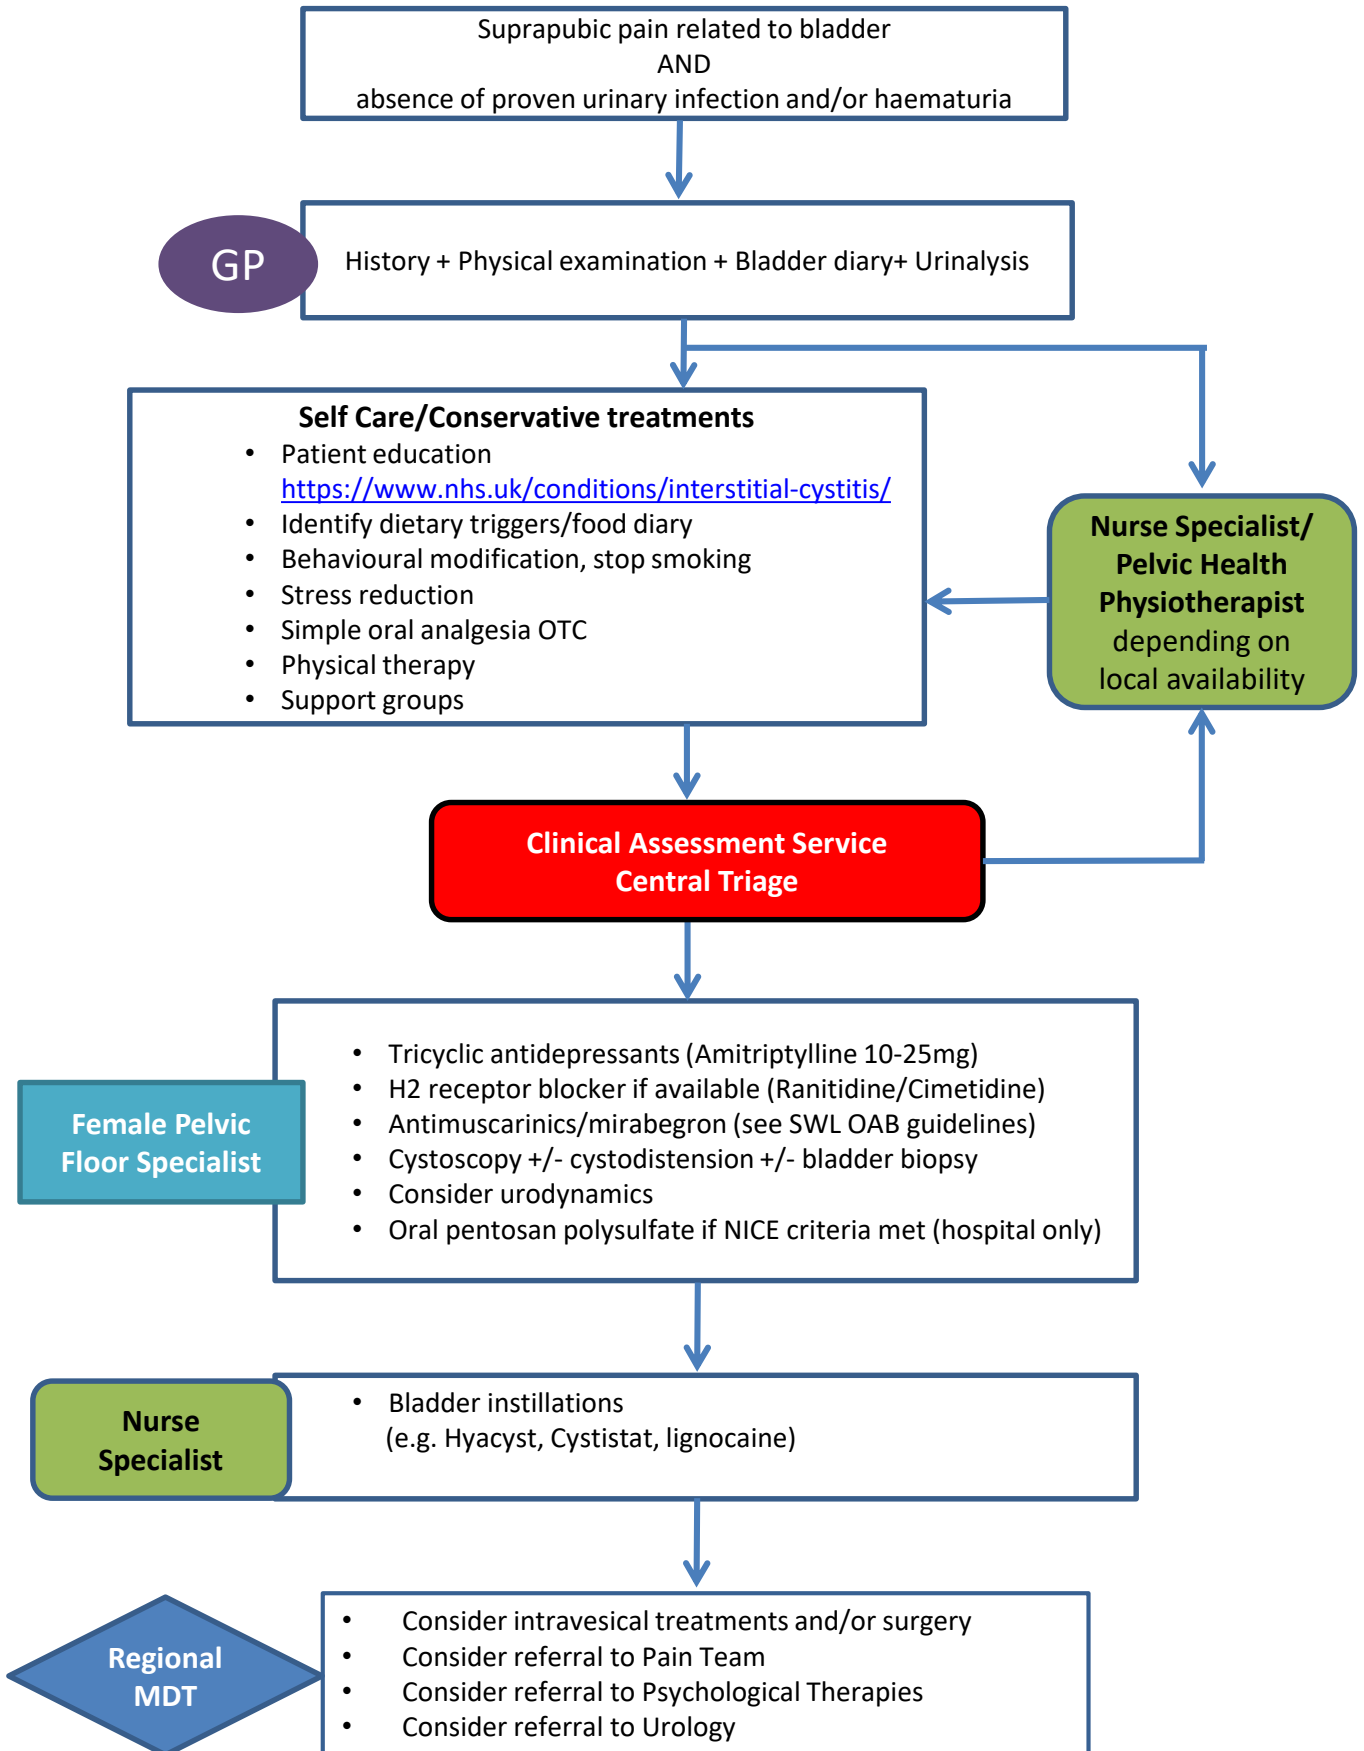 Suprapubic pain related to bladder
AND
absence of proven urinary infection and/or haematuria
GP
History + Physical examination + Bladder diary+ Urinalysis
Self Care/Conservative treatments
• Patient education
https://www.nhs.uk/conditions/interstitial-cystitis/
• Identify dietary triggers/food diary
• Behavioural modification, stop smoking
• Stress reduction
• Simple oral analgesia OTC
• Physical therapy
• Support groups
Nurse Specialist/
Pelvic Health
Physiotherapist
depending on
local availability
Clinical Assessment Service
Central Triage
Female Pelvic
Floor Specialist
• Tricyclic antidepressants (Amitriptylline 10-25mg)
• H2 receptor blocker if available (Ranitidine/Cimetidine)
• Antimuscarinics/mirabegron (see SWL OAB guidelines)
• Cystoscopy +/- cystodistension +/- bladder biopsy
• Consider urodynamics
• Oral pentosan polysulfate if NICE criteria met (hospital only)
Nurse
Specialist
• Bladder instillations
(e.g. Hyacyst, Cystistat, lignocaine)
Regional
MDT
• Consider intravesical treatments and/or surgery
• Consider referral to Pain Team
• Consider referral to Psychological Therapies
• Consider referral to Urology